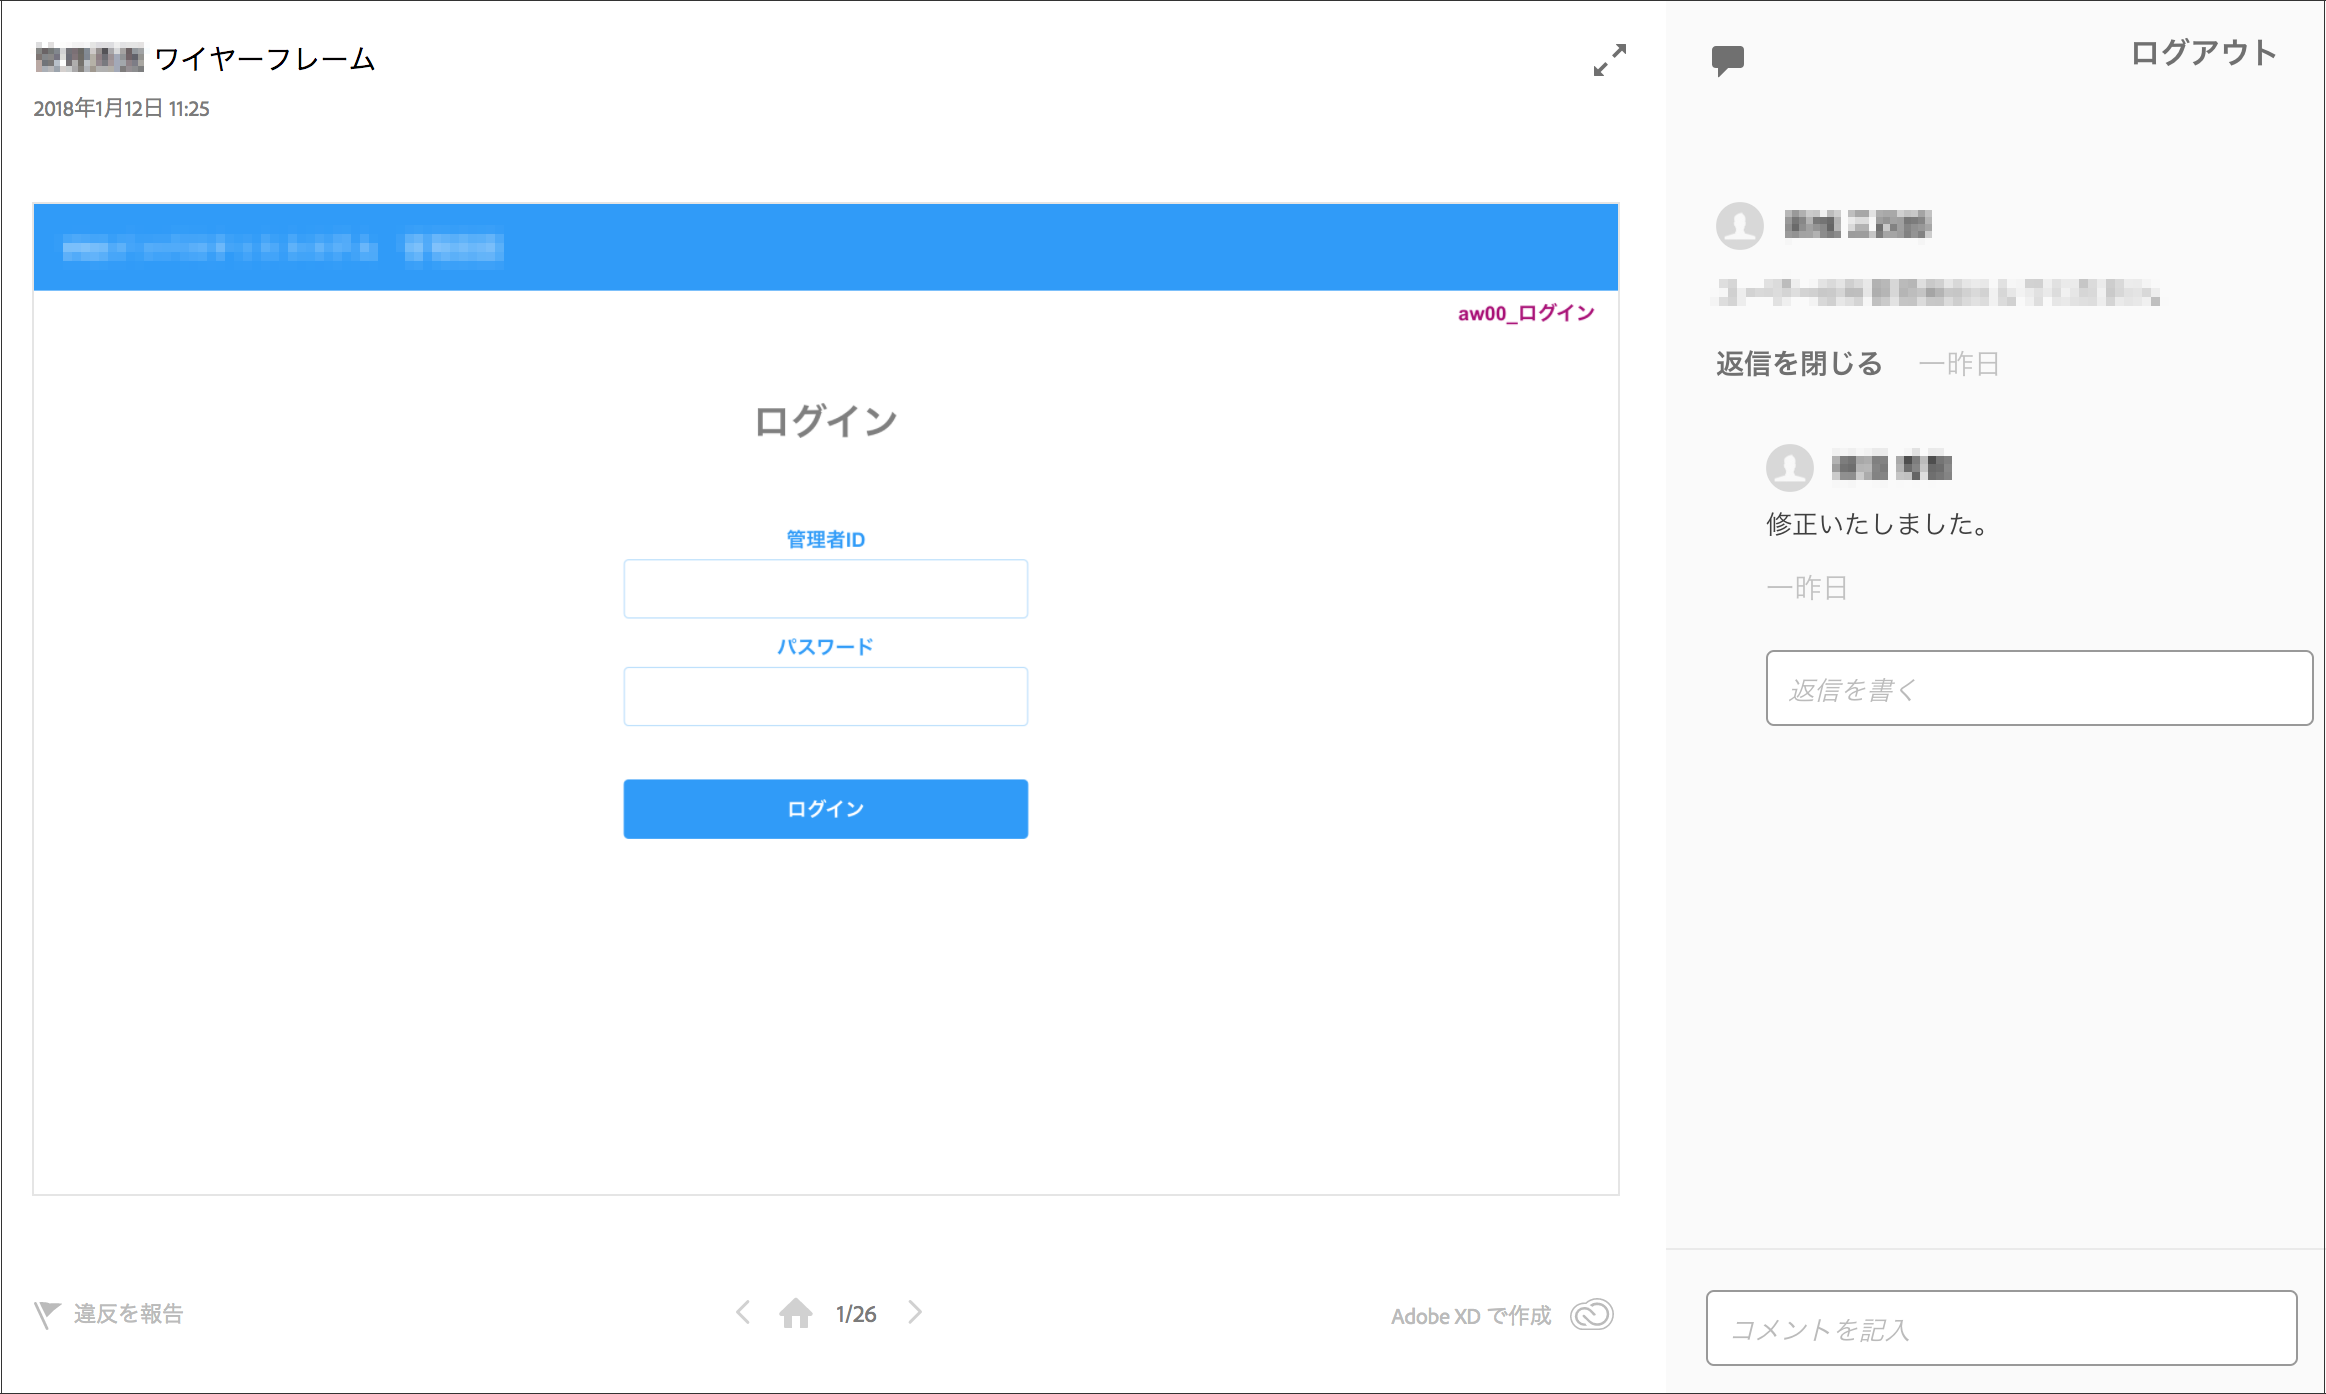 ワイヤーフレーム
2018年1月12日 11:25
aw00_ログイン
ログイン
管理者ID
パスワード
ログイン
違反を報告
1/26
Adobe XD で作成
ログアウト
返信を閉じる 一昨日
修正いたしました。
一昨日
返信を書く
コメントを記入